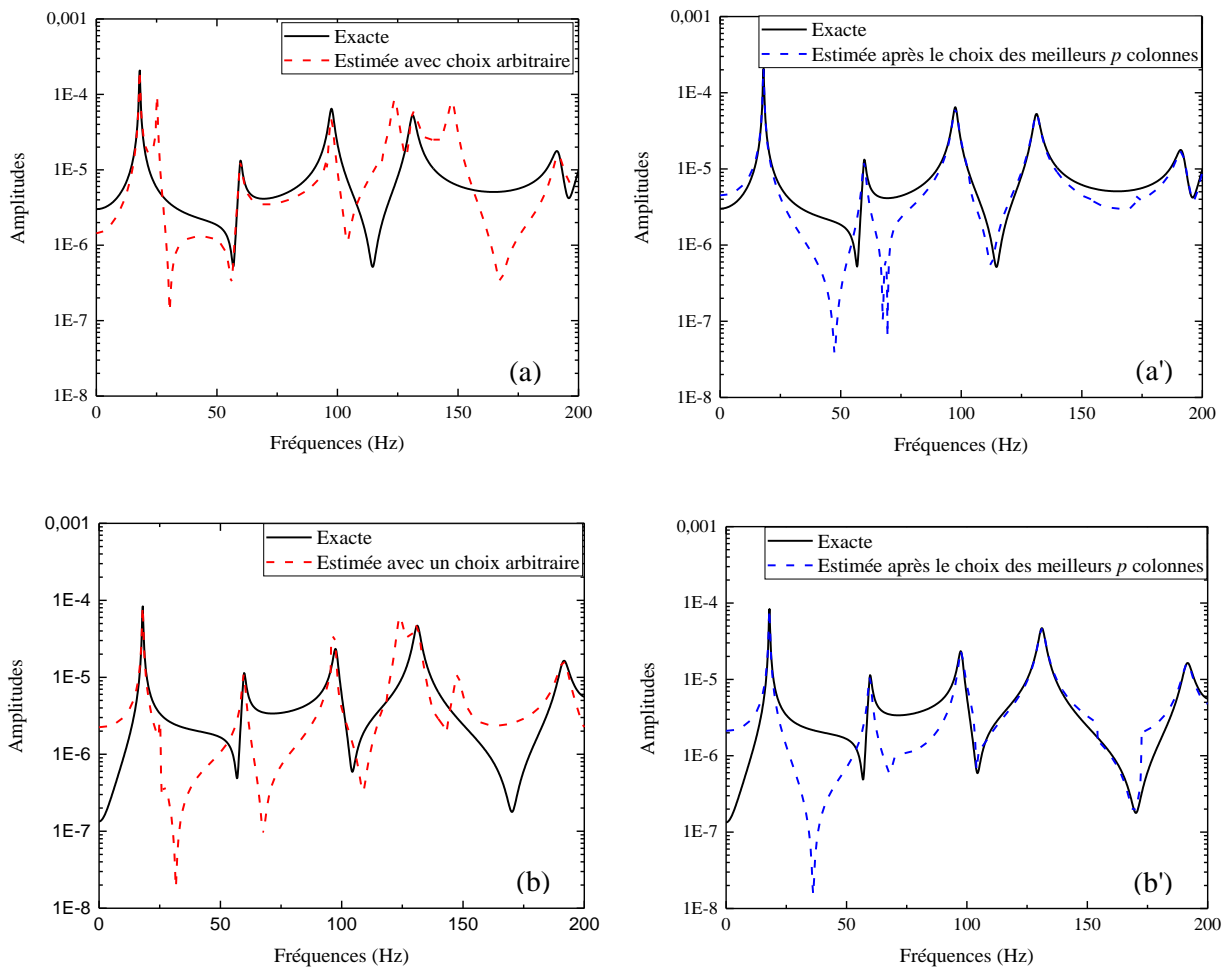 0,001
1E-4
1E-5
1E-6
1E-7
1E-8
Amplitudes
Exacte
Estimée avec choix arbitraire
(a)
0 50 100 150 200
Fréquences (Hz)
0,001
1E-4
1E-5
1E-6
1E-7
1E-8
Amplitudes
Exacte
Estimée après le choix des meilleurs p colonnes
(a')
0 50 100 150 200
Fréquences (Hz)
0,001
1E-4
1E-5
1E-6
1E-7
1E-8
Amplitudes
Exacte
Estimée avec un choix arbitraire
(b)
0 50 100 150 200
Fréquences (Hz)
0,001
1E-4
1E-5
1E-6
1E-7
1E-8
Amplitudes
Exacte
Estimée après le choix des meilleurs p colonnes
(b')
0 50 100 150 200
Fréquences (Hz)